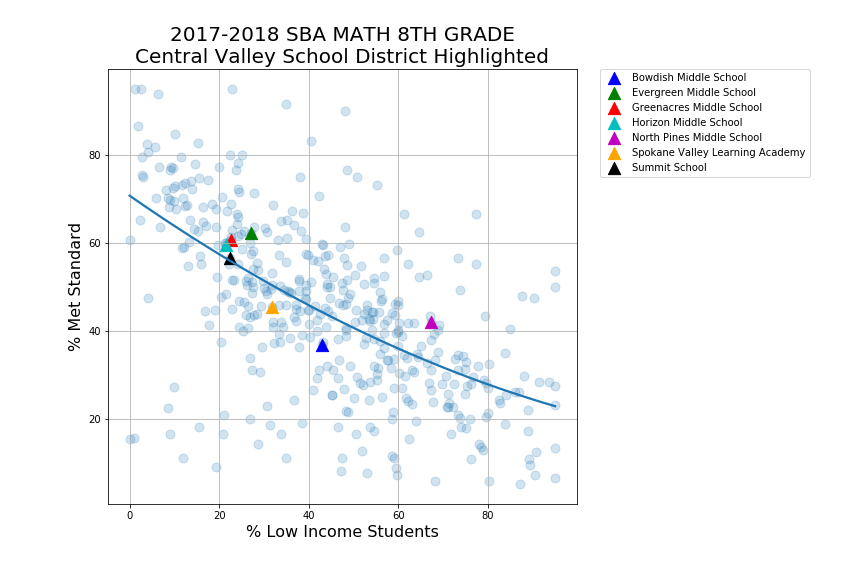 2017-2018 SBA MATH 8TH GRADE
Central Valley School District Highlighted
Bowdish Middle School
Evergreen Middle School
Greenacres Middle School
Horizon Middle School
North Pines Middle School
Spokane Valley Learning Academy
Summit School
% Met Standard
80
60
40
20
0 20 40 60 80
% Low Income Students